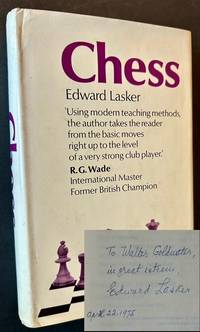 Chess
Edward Lasker
'Using modern teaching methods,
the author takes the reader
from the basic moves
right up to the level
of a very strong club player.'
R.G. Wade
International Master
Former British Champion
Chess
To Walter Goldwater,
in great esteem,
Edward Lasker
22.1975